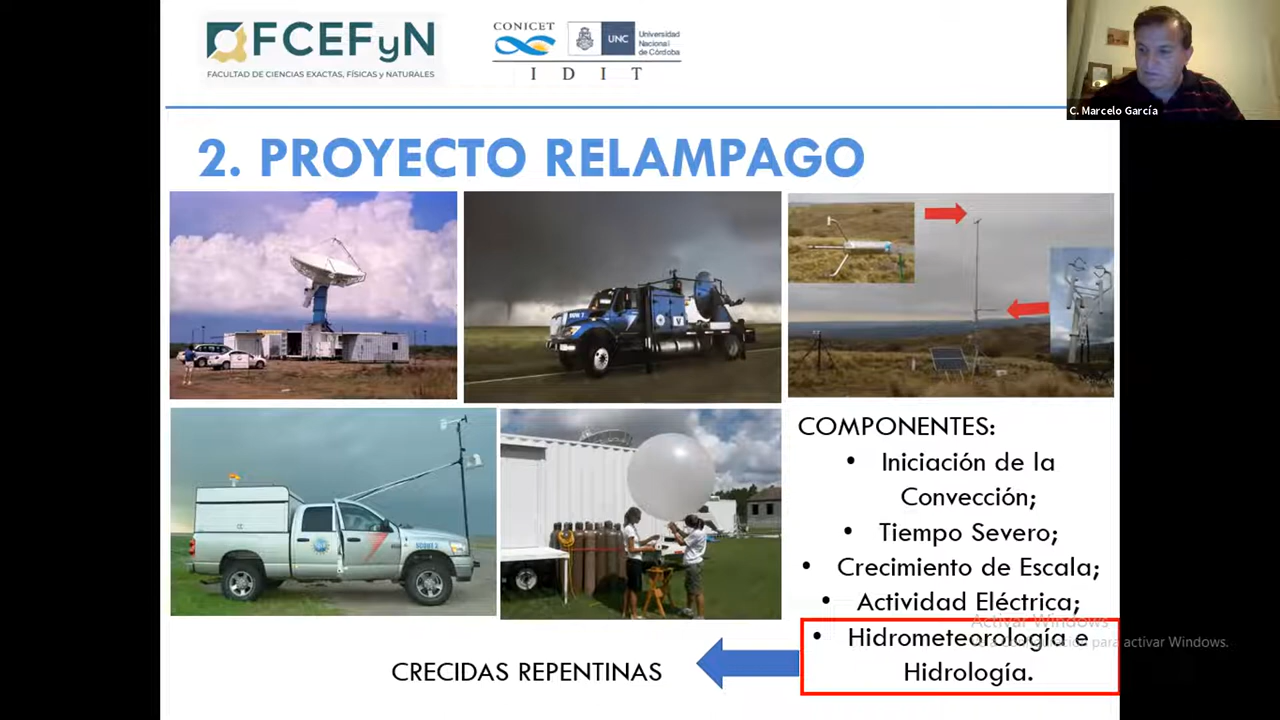 FCEFyN
FACULTAD DE CIENCIAS EXACTAS, FÍSICAS y NATURALES
CONICET
UNC
Universidad
Nacional
de Córdoba
I D I T
C. Marcelo García
2. PROYECTO RELAMPAGO
COMPONENTES:
• Iniciación de la
Convección;
• Tiempo Severo;
• Crecimiento de Escala;
• Actividad Eléctrica;
Activar Windows
• Hidrometeorología e
para activar Windows.
Hidrología.
CRECIDAS REPENTINAS